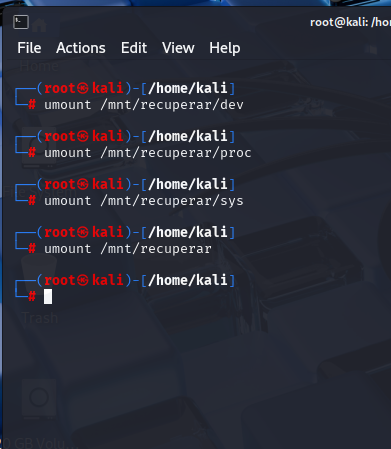 root@kali: /ho
File Actions Edit View Help
┌──(root㉿kali)-[/home/kali]
└─# umount /mnt/recuperar/dev
┌──(root㉿kali)-[/home/kali]
└─# umount /mnt/recuperar/proc
┌──(root㉿kali)-[/home/kali]
└─# umount /mnt/recuperar/sys
┌──(root㉿kali)-[/home/kali]
└─# umount /mnt/recuperar
┌──(root㉿kali)-[/home/kali]
└─#
Trash
0 GB Volu